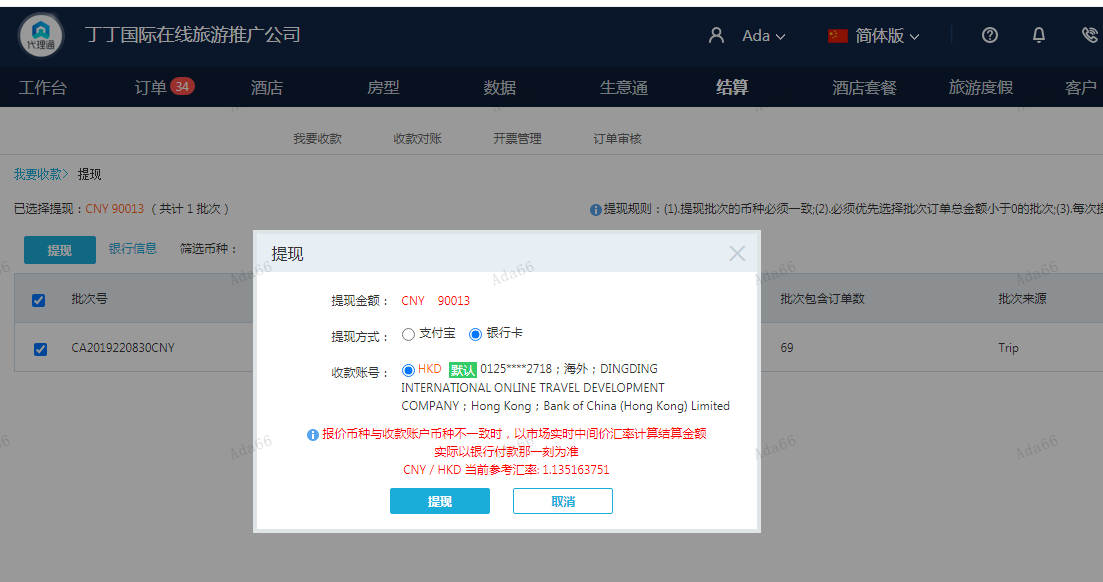 丁丁国际在线旅游推广公司
代理通
Ada
简体版
工作台 订单 34 酒店 房型 数据 生意通 结算 酒店套餐 旅游度假 客户
我要收款 收款对账 开票管理 订单审核
我要收款> 提现
已选择提现：CNY 90013 （ 共计 1 批次 ）
提现规则：(1).提现批次的币种必须一致;(2).必须优先选择批次订单总金额小于0的批次;(3).每次
提现 银行信息 筛选币种：
批次号 批次包含订单数 批次来源
CA2019220830CNY 69 Trip
提现
提现金额： CNY 90013
提现方式： 支付宝 银行卡
收款账号： HKD 默认 0125****2718；海外；DINGDING
INTERNATIONAL ONLINE TRAVEL DEVELOPMENT
COMPANY；Hong Kong；Bank of China (Hong Kong) Limited
报价币种与收款账户币种不一致时，以市场实时中间价汇率计算结算金额
实际以银行付款那一刻为准
CNY / HKD 当前参考汇率: 1.135163751
提现 取消
Ada66
Ada66
Ada66
Ada66
Ada66
Ada66
Ada66